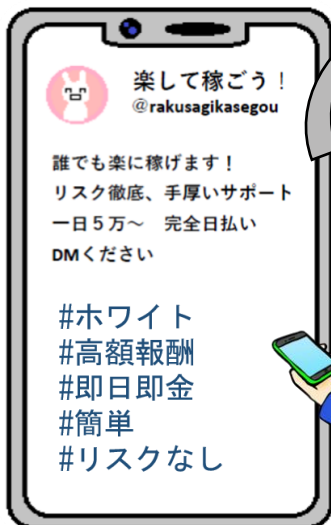 楽して稼ごう！
@rakusagikasegou
誰でも楽に稼げます！
リスク徹底、手厚いサポート
一日５万～　完全日払い
DMください
#ホワイト
#高額報酬
#即日即金
#簡単
#リスクなし